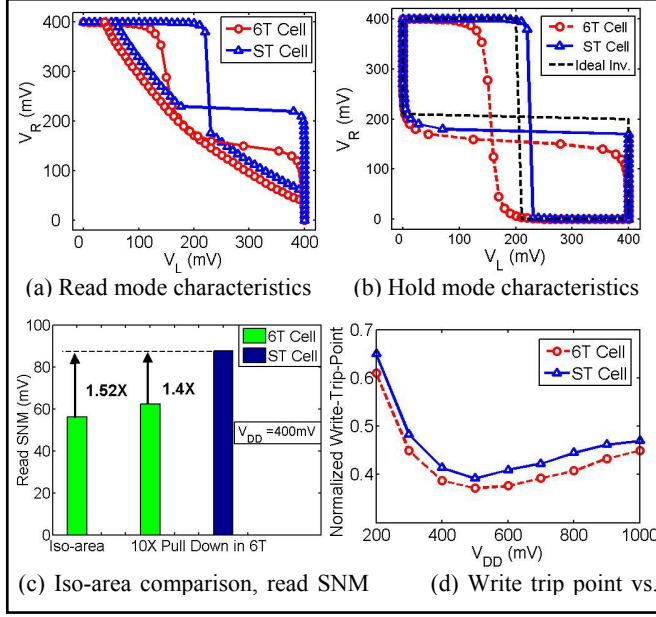 6T Cell
ST Cell
400
300
200
100
0
V_R (mV)
0 100 200 300 400
V_L (mV)
(a) Read mode characteristics
6T Cell
ST Cell
Ideal Inv.
400
300
200
100
0
V_R (mV)
0 100 200 300 400
V_L (mV)
(b) Hold mode characteristics
6T Cell
ST Cell
100
80
60
40
20
0
Read SNM (mV)
1.52X
1.4X
V_DD =400mV
Iso-area 10X Pull Down in 6T
(c) Iso-area comparison, read SNM
6T Cell
ST Cell
0.7
0.6
0.5
0.4
Normalized Write-Trip-Point
200 400 600 800 1000
V_DD (mV)
(d) Write trip point vs.